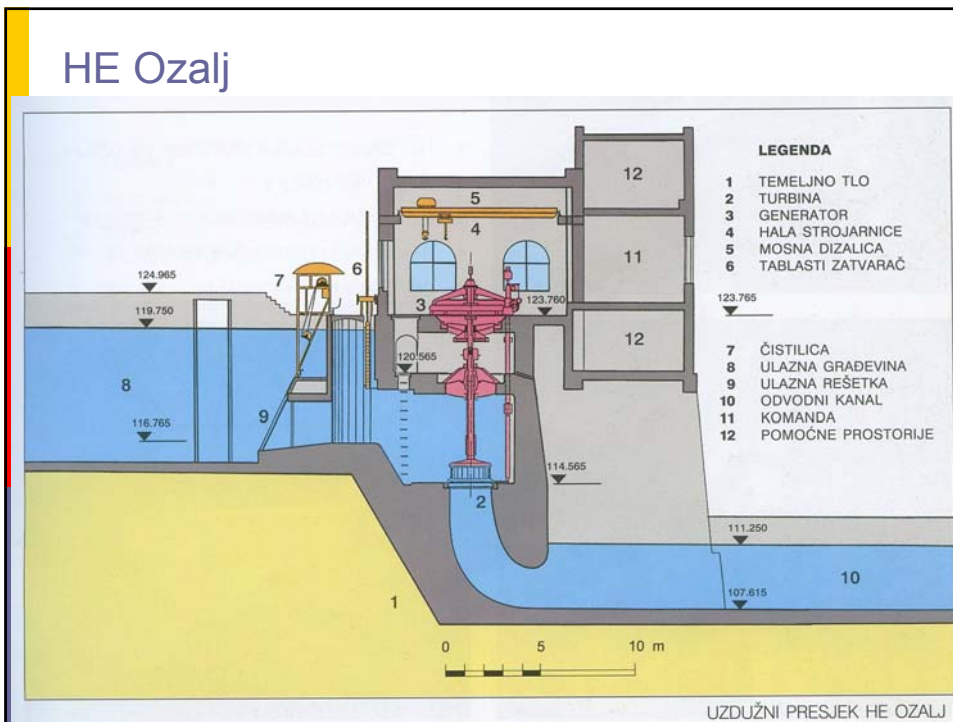 HE Ozalj
LEGENDA
1 TEMELJNO TLO
2 TURBINA
3 GENERATOR
4 HALA STROJARNICE
5 MOSNA DIZALICA
6 TABLASTI ZATVARAČ
7 ČISTILICA
8 ULAZNA GRAĐEVINA
9 ULAZNA REŠETKA
10 ODVODNI KANAL
11 KOMANDA
12 POMOĆNE PROSTORIJE
12
5
4
11
7
6
124.965
3
123.760
123.765
119.750
12
120.565
8
9
116.765
114.565
2
111.250
10
107.615
1
0 5 10 m
UZDUŽNI PRESJEK HE OZALJ